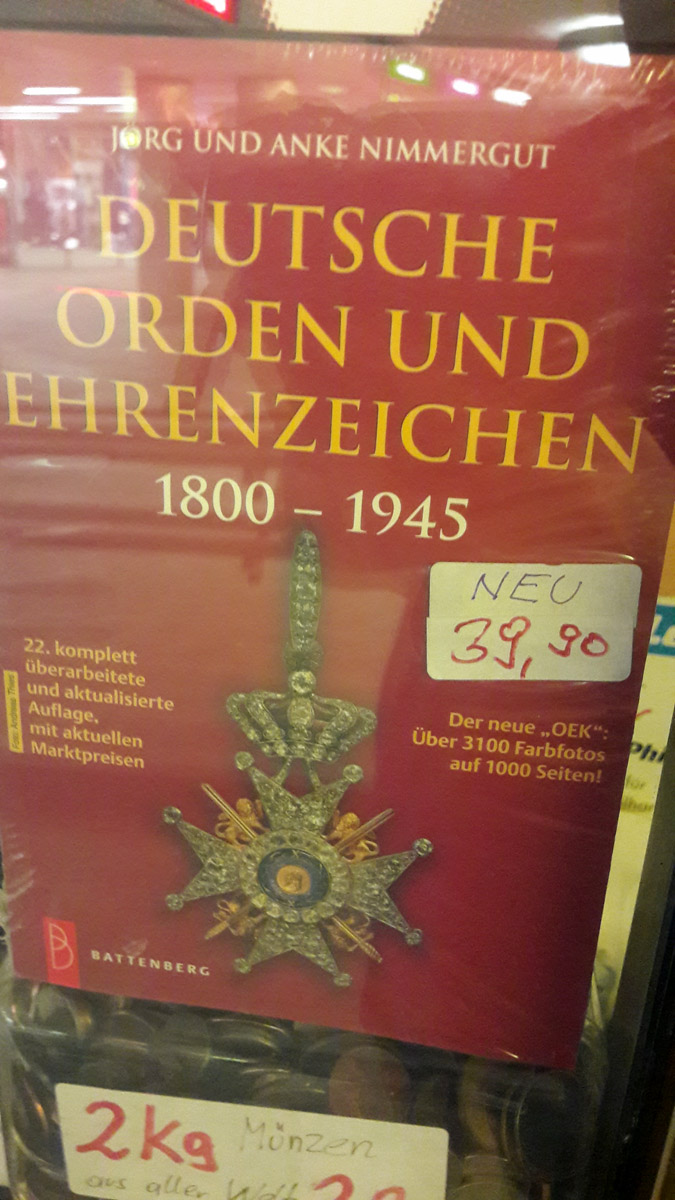 JÖRG UND ANKE NIMMERGUT
DEUTSCHE
ORDEN UND
EHRENZEICHEN
1800 – 1945
NEU
39,90
22. komplett
überarbeitete
und aktualisierte
Auflage,
mit aktuellen
Marktpreisen
Der neue „OEK“:
Über 3100 Farbfotos
auf 1000 Seiten!
BATTENBERG
2Kg Münzen
aus aller Welt